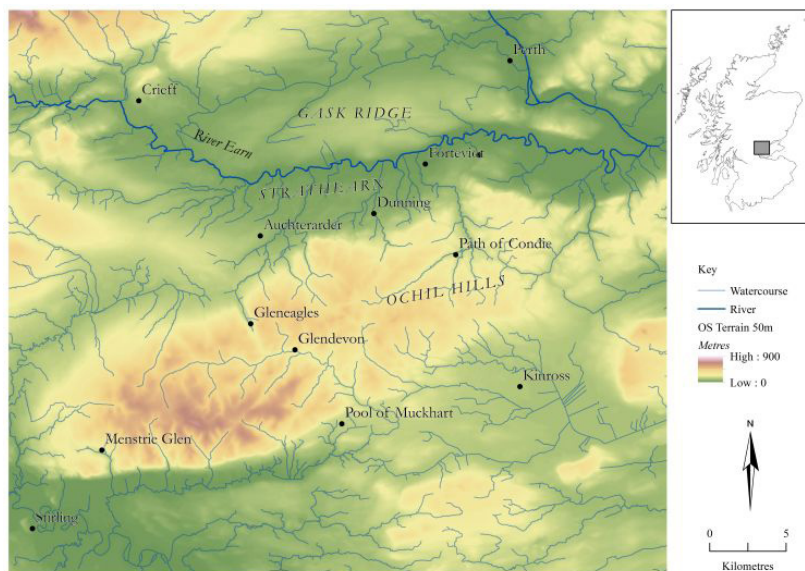 Perth
Crieff
GASK RIDGE
River Earn
Forteviot
STRATHEARN
Dunning
Auchterarder
Path of Condie
OCHIL HILLS
Gleneagles
Glendevon
Kinross
Pool of Muckhart
Menstrie Glen
Stirling
Key
Watercourse
River
OS Terrain 50m
Metres
High : 900
Low : 0
N
0 5
Kilometres